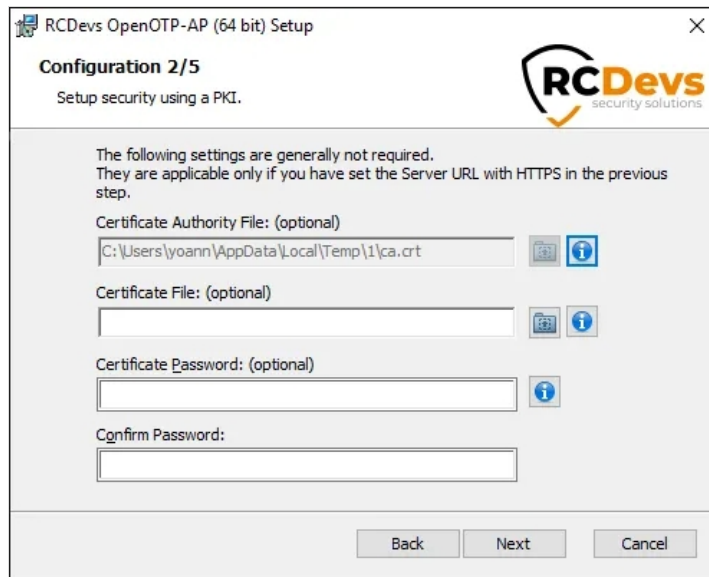 RCDevs OpenOTP-AP (64 bit) Setup
Configuration 2/5
Setup security using a PKI.
RCDevs
security solutions
The following settings are generally not required.
They are applicable only if you have set the Server URL with HTTPS in the previous
step.
Certificate Authority File: (optional)
C:\Users\yoann\AppData\Local\Temp\1\ca.crt
Certificate File: (optional)
Certificate Password: (optional)
Confirm Password:
Back
Next
Cancel